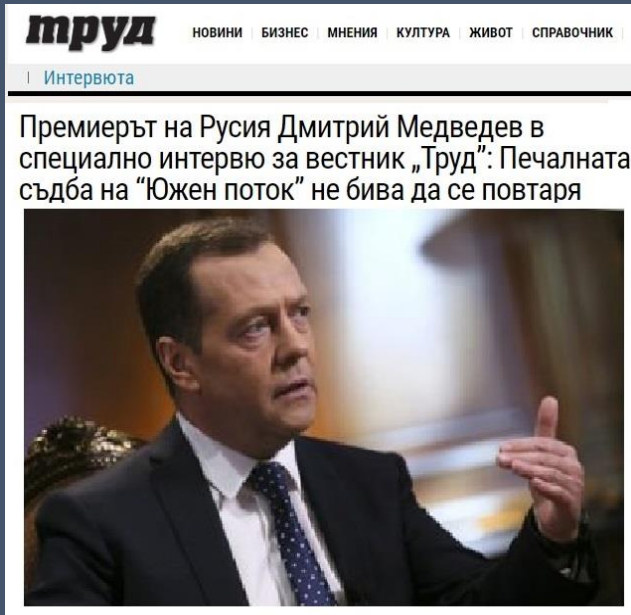 труд
НОВИНИ БИЗНЕС МНЕНИЯ КУЛТУРА ЖИВОТ СПРАВОЧНИК
Интервюта
Премиерът на Русия Дмитрий Медведев в
специално интервю за вестник „Труд”: Печалната
съдба на “Южен поток” не бива да се повтаря